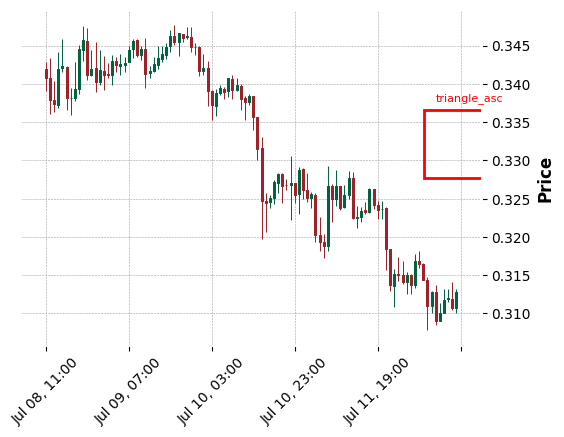 triangle_asc
0.345
0.340
0.335
0.330
0.325
0.320
0.315
0.310
Price
Jul 08, 11:00
Jul 09, 07:00
Jul 10, 03:00
Jul 10, 23:00
Jul 11, 19:00